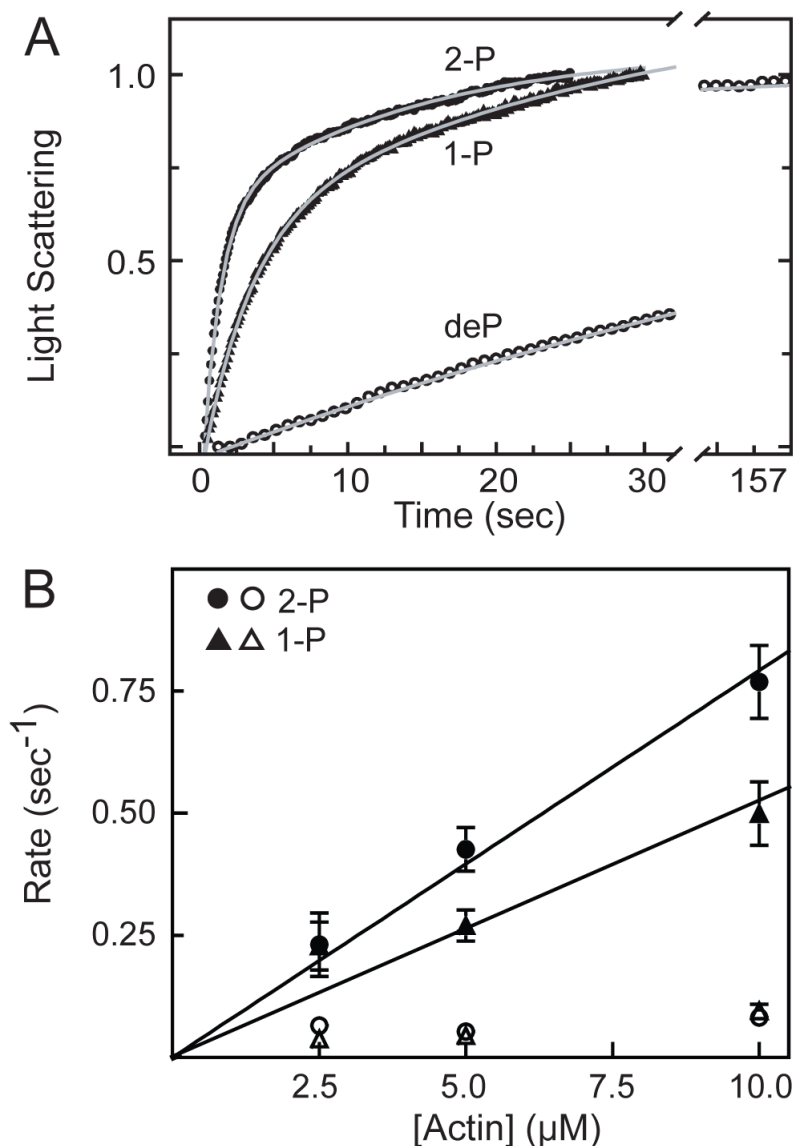 A
2-P
1-P
deP
Light Scattering
1.0
0.5
0 10 20 30 157
Time (sec)
B
2-P
1-P
Rate (sec-1)
0.75
0.50
0.25
2.5 5.0 7.5 10.0
[Actin] (µM)